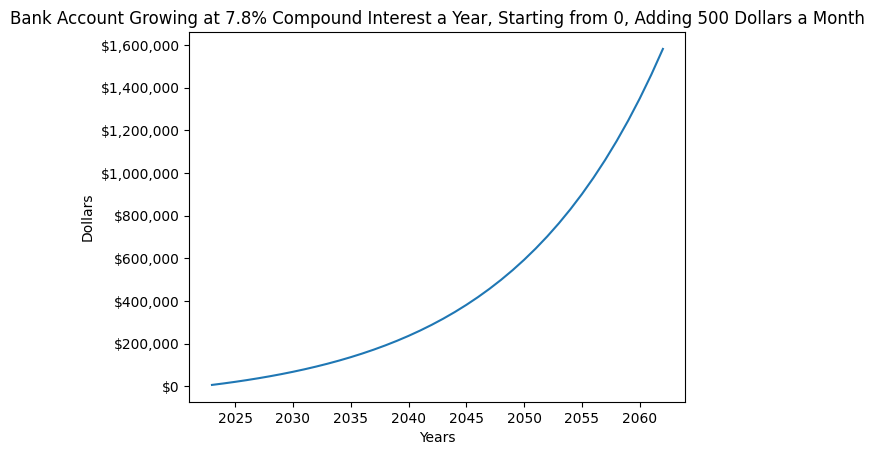 Bank Account Growing at 7.8% Compound Interest a Year, Starting from 0, Adding 500 Dollars a Month
$1,600,000
$1,400,000
$1,200,000
$1,000,000
$800,000
$600,000
$400,000
$200,000
$0
Dollars
2025 2030 2035 2040 2045 2050 2055 2060
Years